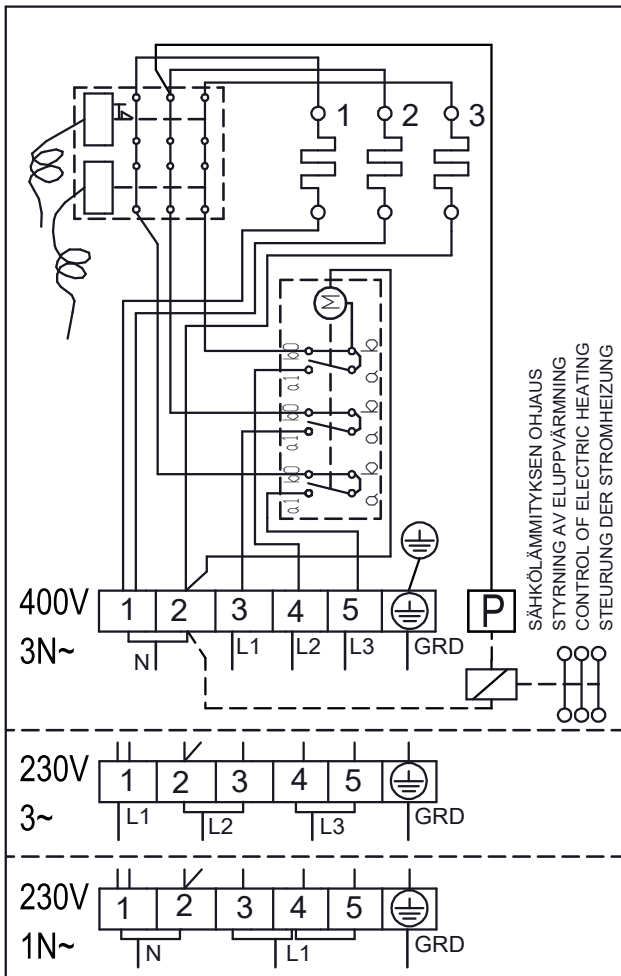 1 2 3
M
a1 b0 b a
a1 b0 b a
a1 b0 b a
SÄHKÖLÄMMITYKSEN OHJAUS
STYRNING AV ELUPPVÄRMNING
CONTROL OF ELECTRIC HEATING
STEUERUNG DER STROMHEIZUNG
400V
3N~
1 2 3 4 5
P
N L1 L2 L3 GRD
230V
3~
1 2 3 4 5
L1 L2 L3 GRD
230V
1N~
1 2 3 4 5
N L1 GRD